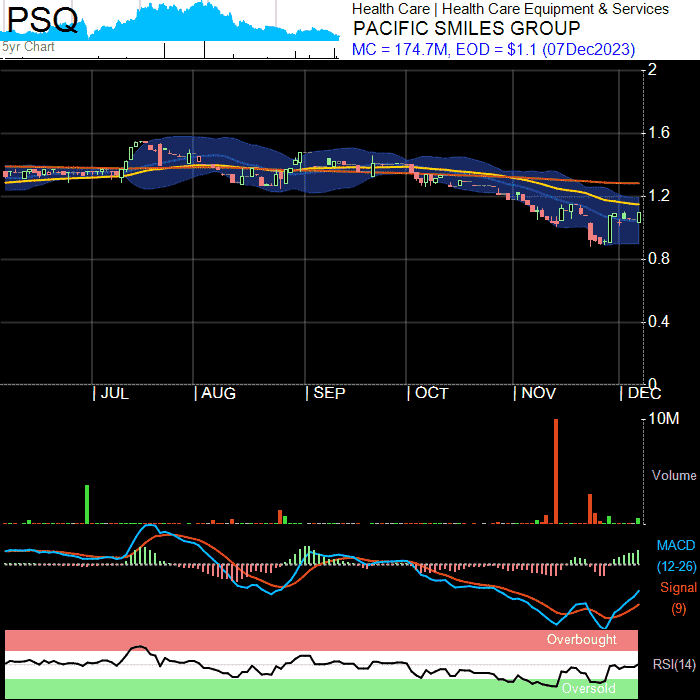 PSQ
5yr Chart
Health Care | Health Care Equipment & Services
PACIFIC SMILES GROUP
MC = 174.7M, EOD = $1.1 (07Dec2023)
2
1.6
1.2
0.8
0.4
0
| JUL | AUG | SEP | OCT | NOV | DEC
10M
Volume
MACD
(12-26)
Signal
(9)
Overbought
RSI(14)
Oversold